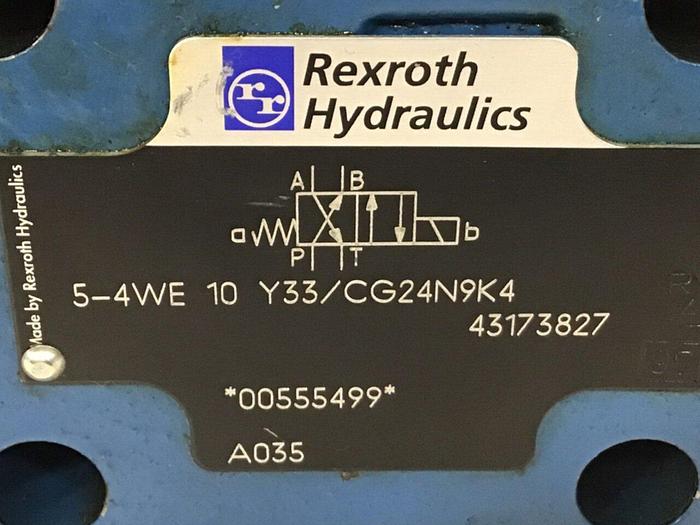 Rexroth
Hydraulics
Made by Rexroth Hydraulics
A B
a b
P T
5-4WE 10 Y33/CG24N9K4
43173827
*00555499*
A035